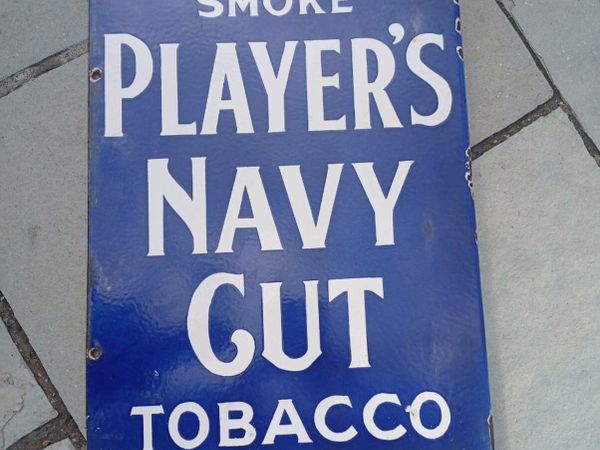 SMOKE
PLAYER'S
NAVY
CUT
TOBACCO